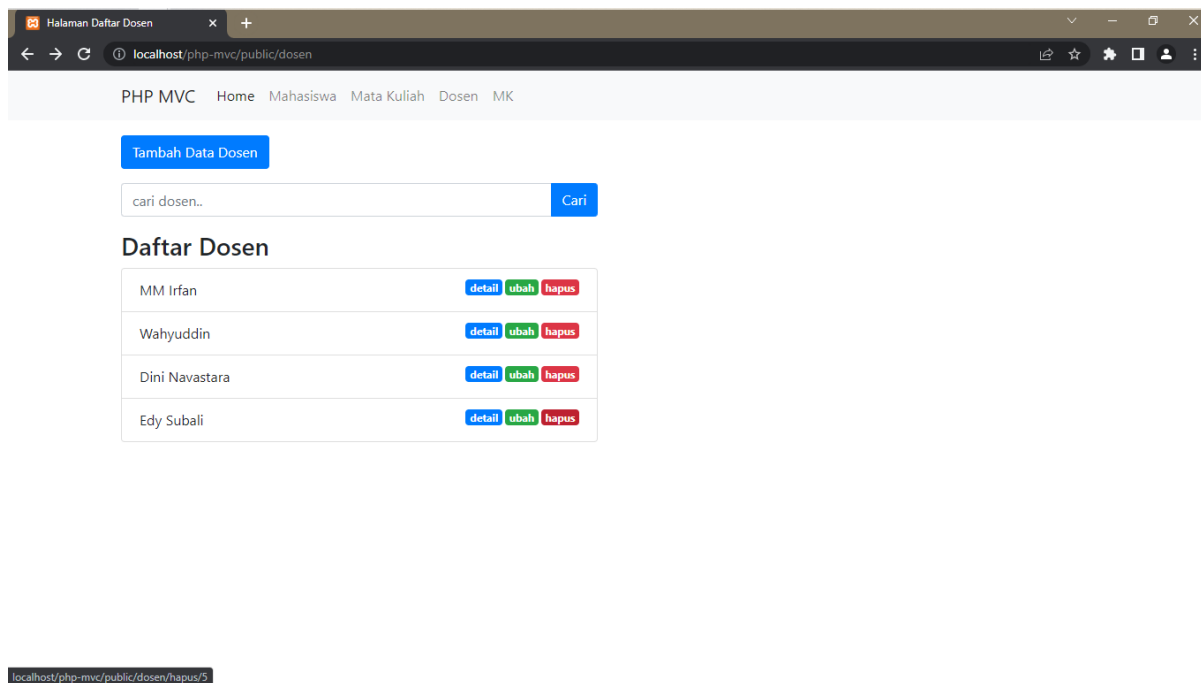 Halaman Daftar Dosen
localhost/php-mvc/public/dosen
PHP MVC Home Mahasiswa Mata Kuliah Dosen MK
Tambah Data Dosen
cari dosen.. Cari
Daftar Dosen
MM Irfan detail ubah hapus
Wahyuddin detail ubah hapus
Dini Navastara detail ubah hapus
Edy Subali detail ubah hapus
localhost/php-mvc/public/dosen/hapus/5